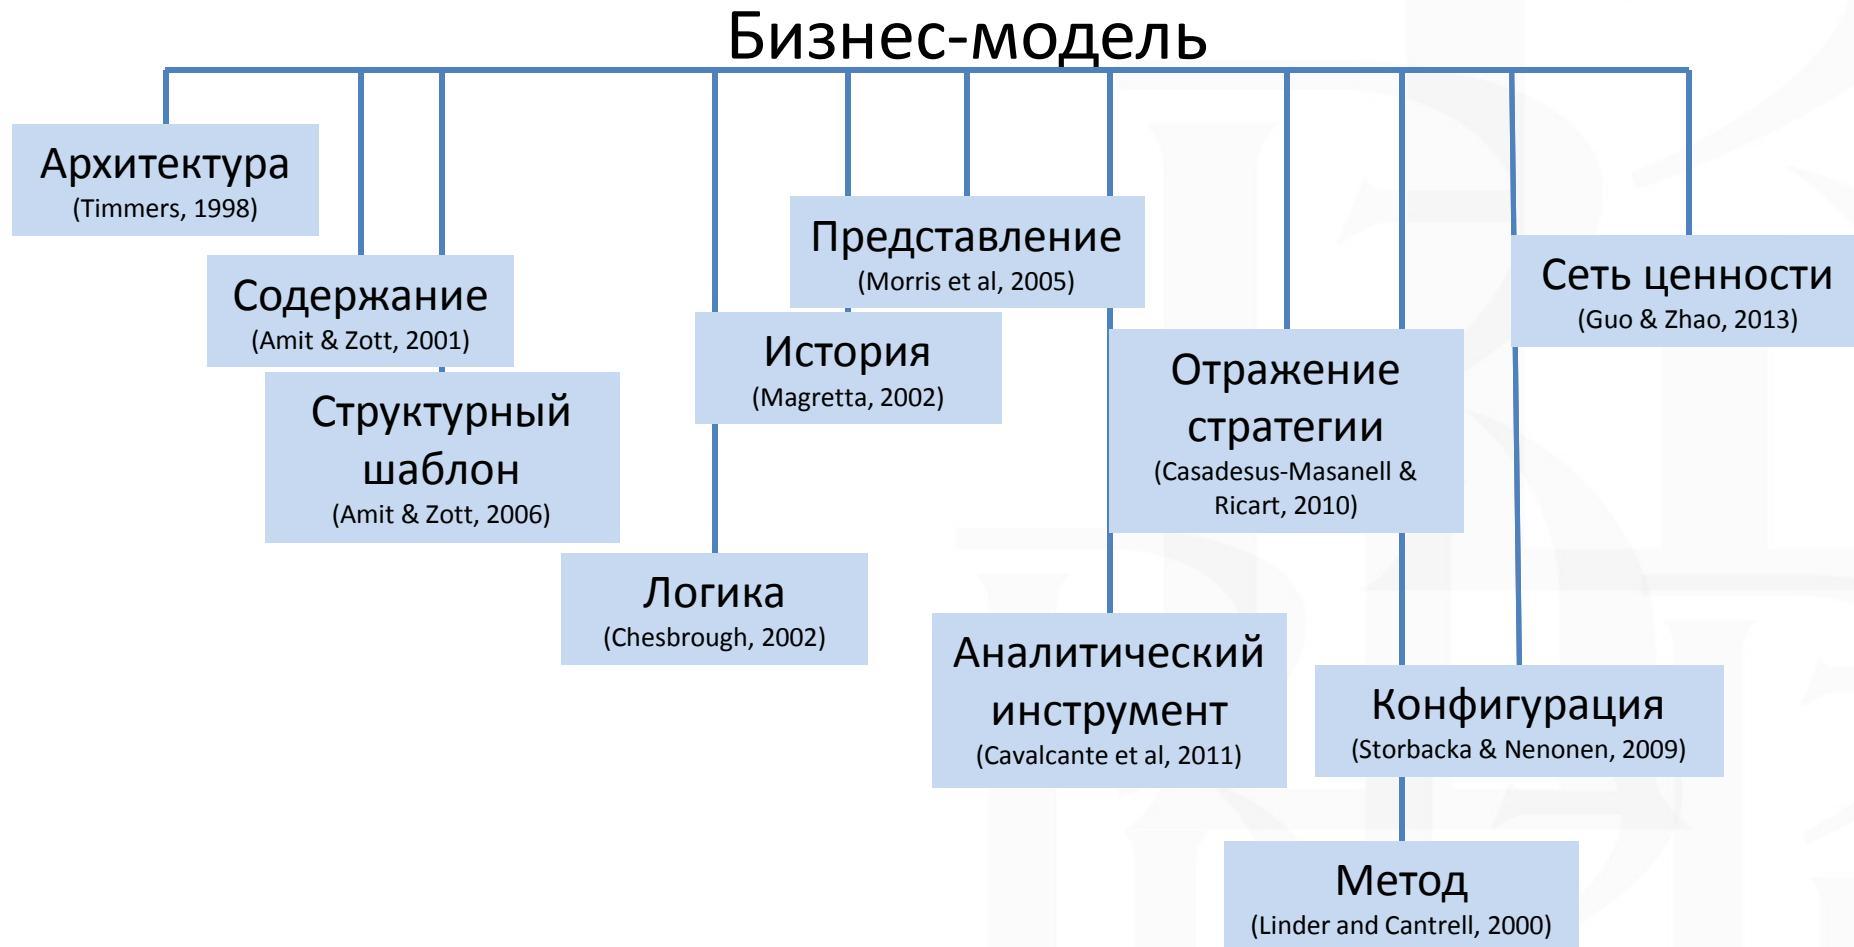 Бизнес-модель
Архитектура
(Timmers, 1998)
Содержание
(Amit & Zott, 2001)
Структурный
шаблон
(Amit & Zott, 2006)
Логика
(Chesbrough, 2002)
История
(Magretta, 2002)
Представление
(Morris et al, 2005)
Аналитический
инструмент
(Cavalcante et al, 2011)
Отражение
стратегии
(Casadesus-Masanell &
Ricart, 2010)
Метод
(Linder and Cantrell, 2000)
Конфигурация
(Storbacka & Nenonen, 2009)
Сеть ценности
(Guo & Zhao, 2013)